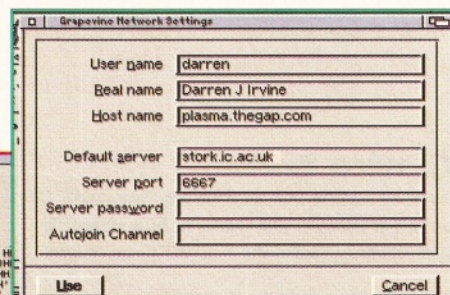 Grapevine Network Settings
User name darren
Real name Darren J Irvine
Host name plasma.thegap.com
Default server stork.ic.ac.uk
Server port 6667
Server password
Autojoin Channel
Use Cancel